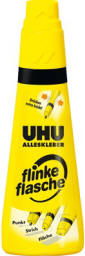 UHU
ALLESKLEBER
flinke
flasche
Punkt
Strich
Fläche